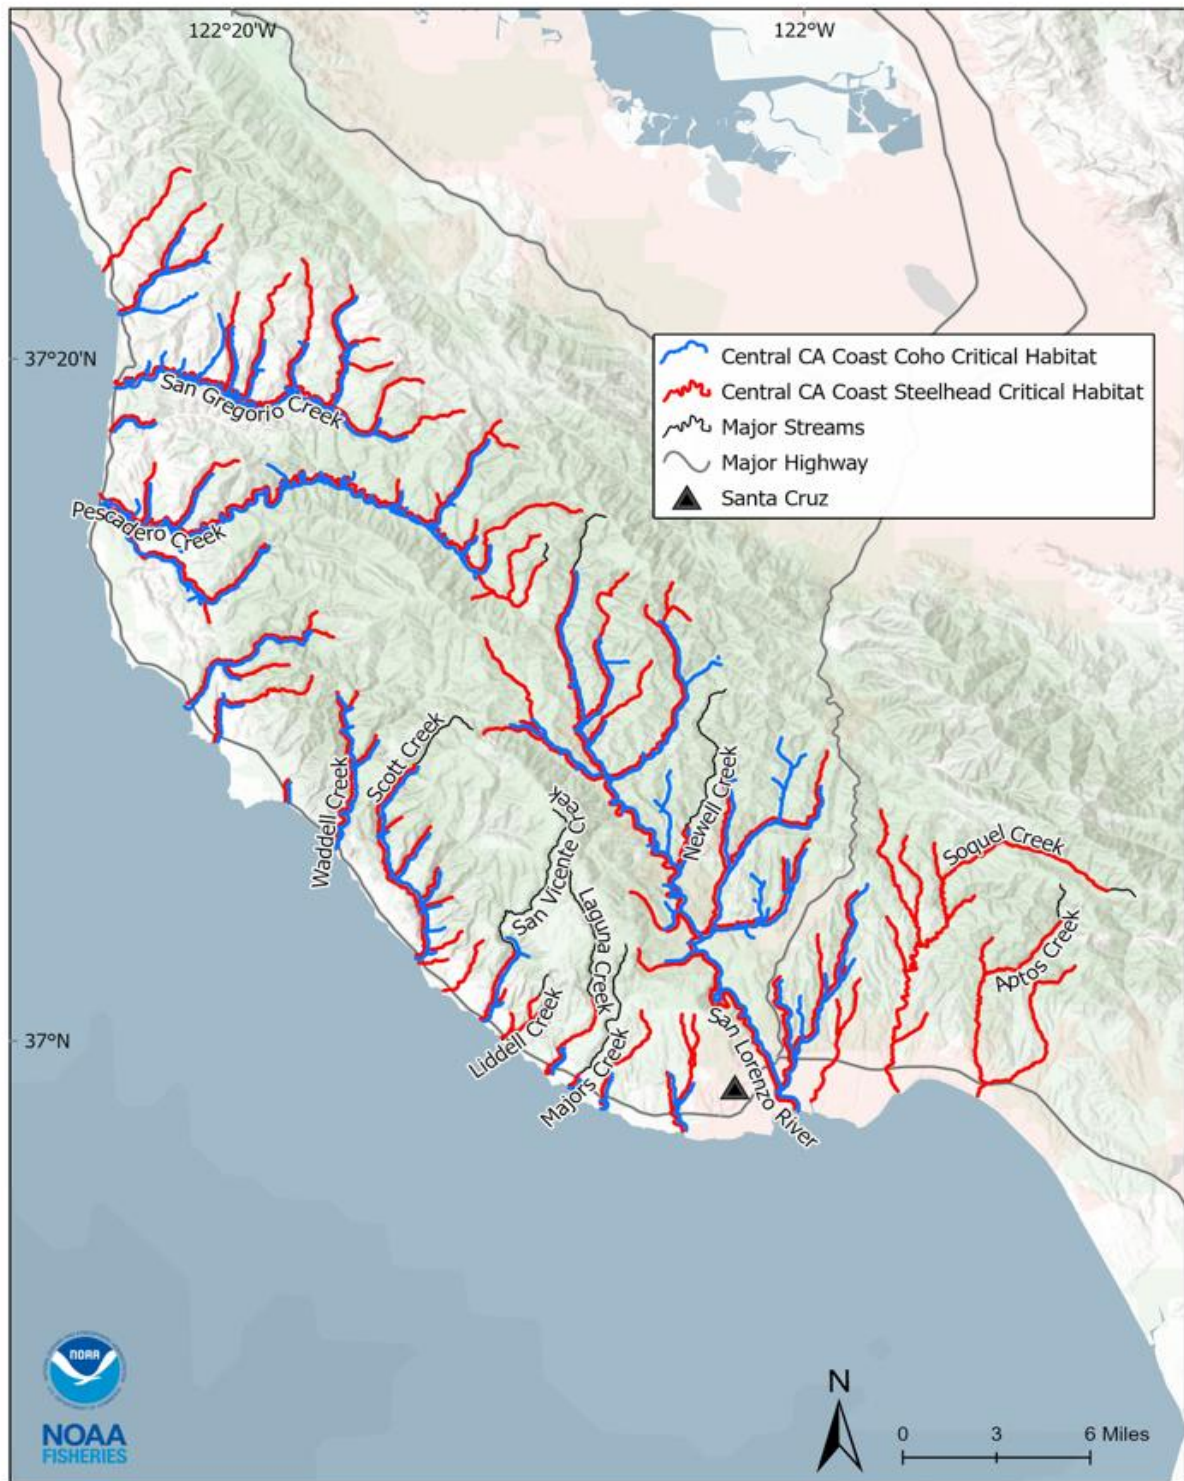 122°20'W
122°W
37°20'N
Central CA Coast Coho Critical Habitat
Central CA Coast Steelhead Critical Habitat
Major Streams
Major Highway
Santa Cruz
San Gregorio Creek
Pescadero Creek
Waddell Creek
Scott Creek
San Vicente Creek
Newell Creek
Soquel Creek
Laguna Creek
Aptos Creek
37°N
Liddell Creek
Majors Creek
San Lorenzo River
NOAA
NOAA
FISHERIES
N
0
3
6 Miles